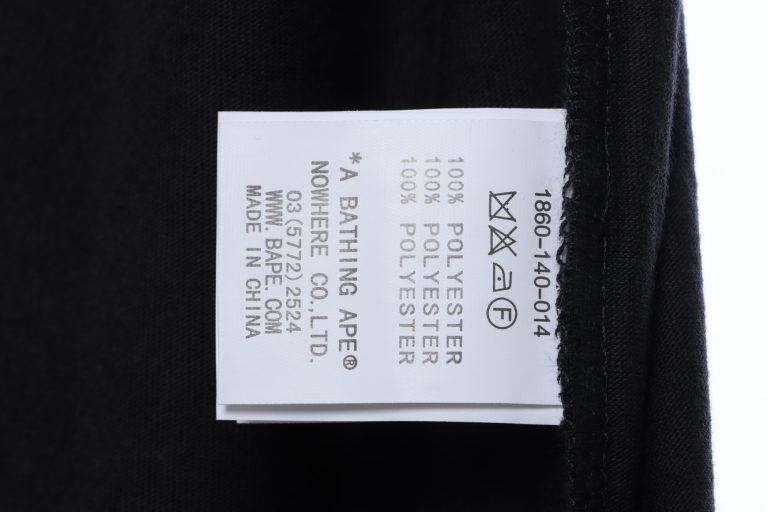 1860-140-014
100% POLYESTER
100% POLYESTER
100% POLYESTER
*A BATHING APE®
NOWHERE CO.,LTD.
03(5772)2524
WWW.BAPE.COM
MADE IN CHINA